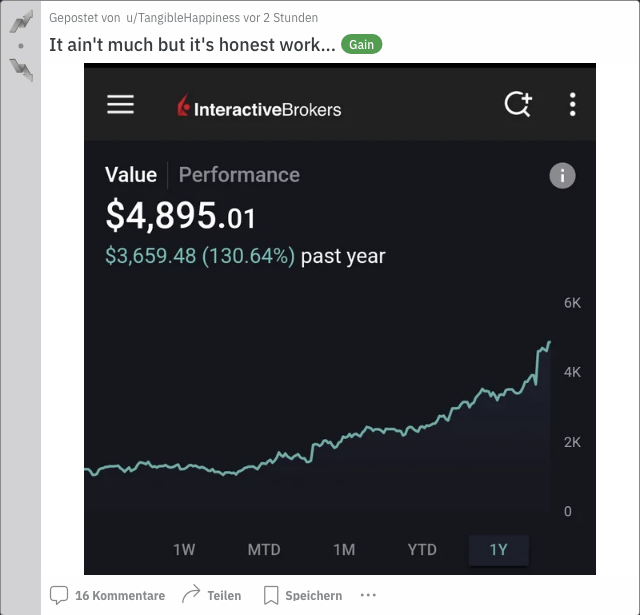 Gepostet von u/TangibleHappiness vor 2 Stunden
It ain't much but it's honest work... Gain
InteractiveBrokers
Value | Performance
$4,895.01
$3,659.48 (130.64%) past year
6K
4K
2K
0
1W MTD 1M YTD 1Y
16 Kommentare Teilen Speichern ···